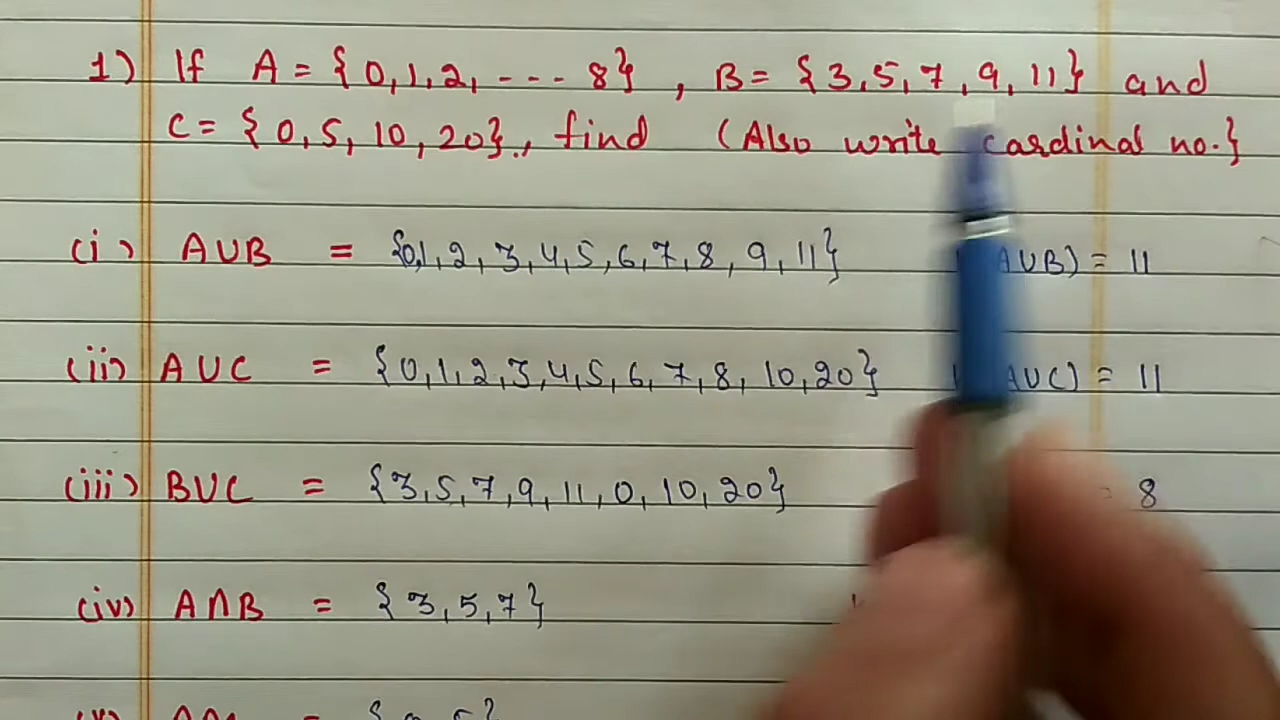 1) If A = {0,1,2, --- 8} , B = {3,5,7,9,11} and
C = {0,5,10,20}., find (Also write cardinal no.}
(i) AUB = {0,1,2,3,4,5,6,7,8,9,11} AUB) = 11
(ii) AUC = {0,1,2,3,4,5,6,7,8,10,20} AUC) = 11
(iii) BUC = {3,5,7,9,11,0,10,20} = 8
(iv) A∩B = {3,5,7}